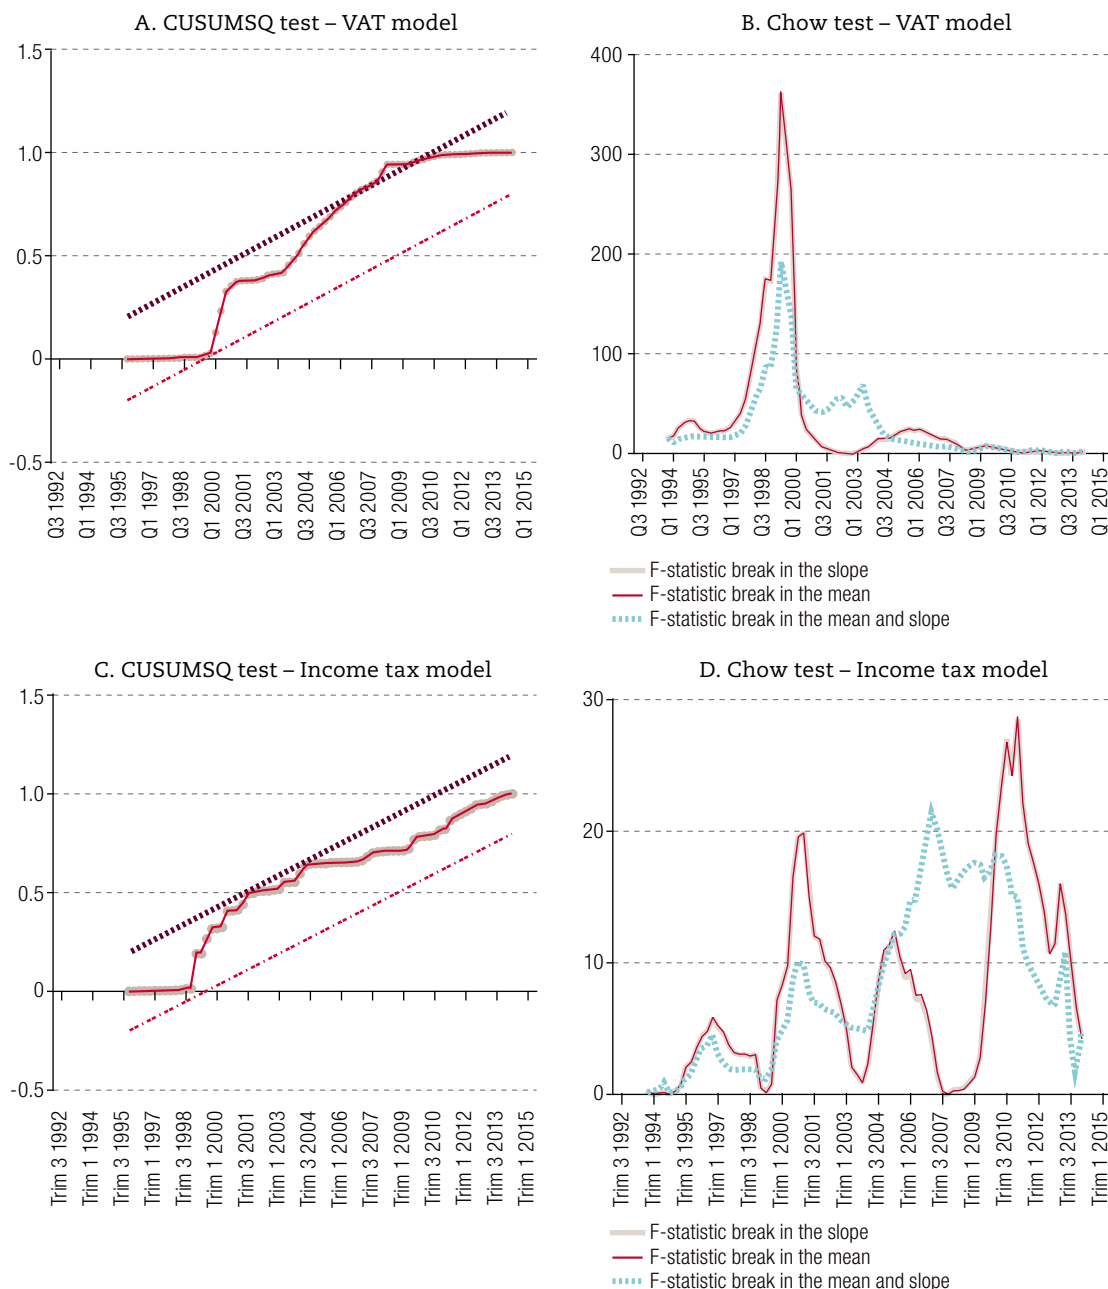 A. CUSUMSQ test – VAT model
1.5
1.0
0.5
0
-0.5
Q3 1992
Q1 1994
Q3 1995
Q1 1997
Q3 1998
Q1 2000
Q3 2001
Q1 2003
Q3 2004
Q1 2006
Q3 2007
Q1 2009
Q3 2010
Q1 2012
Q3 2013
Q1 2015
B. Chow test – VAT model
400
300
200
100
0
Q3 1992
Q1 1994
Q3 1995
Q1 1997
Q3 1998
Q1 2000
Q3 2001
Q1 2003
Q3 2004
Q1 2006
Q3 2007
Q1 2009
Q3 2010
Q1 2012
Q3 2013
Q1 2015
F-statistic break in the slope
F-statistic break in the mean
F-statistic break in the mean and slope
C. CUSUMSQ test – Income tax model
1.5
1.0
0.5
0
-0.5
Trim 3 1992
Trim 1 1994
Trim 3 1995
Trim 1 1997
Trim 3 1998
Trim 1 2000
Trim 3 2001
Trim 1 2003
Trim 3 2004
Trim 1 2006
Trim 3 2007
Trim 1 2009
Trim 3 2010
Trim 1 2012
Trim 3 2013
Trim 1 2015
D. Chow test – Income tax model
30
20
10
0
Trim 3 1992
Trim 1 1994
Trim 3 1995
Trim 1 1997
Trim 3 1998
Trim 1 2000
Trim 3 2001
Trim 1 2003
Trim 3 2004
Trim 1 2006
Trim 3 2007
Trim 1 2009
Trim 3 2010
Trim 1 2012
Trim 3 2013
Trim 1 2015
F-statistic break in the slope
F-statistic break in the mean
F-statistic break in the mean and slope